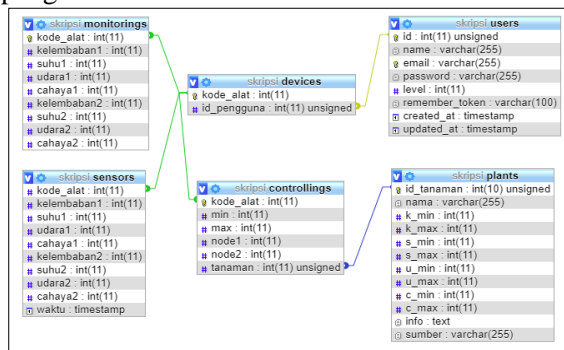 skripsi monitorings
kode_alat : int(11)
kelembaban1 : int(11)
suhu1 : int(11)
udara1 : int(11)
cahaya1 : int(11)
kelembaban2 : int(11)
suhu2 : int(11)
udara2 : int(11)
cahaya2 : int(11)
skripsi devices
kode_alat : int(11)
id_pengguna : int(11) unsigned
skripsi users
id : int(11) unsigned
name : varchar(255)
email : varchar(255)
password : varchar(255)
level : int(11)
remember_token : varchar(100)
created_at : timestamp
updated_at : timestamp
skripsi sensors
kode_alat : int(11)
kelembaban1 : int(11)
suhu1 : int(11)
udara1 : int(11)
cahaya1 : int(11)
kelembaban2 : int(11)
suhu2 : int(11)
udara2 : int(11)
cahaya2 : int(11)
waktu : timestamp
skripsi controllings
kode_alat : int(11)
min : int(11)
max : int(11)
node1 : int(11)
node2 : int(11)
tanaman : int(11) unsigned
skripsi plants
id_tanaman : int(10) unsigned
nama : varchar(255)
k_min : int(11)
k_max : int(11)
s_min : int(11)
s_max : int(11)
u_min : int(11)
u_max : int(11)
c_min : int(11)
c_max : int(11)
info : text
sumber : varchar(255)